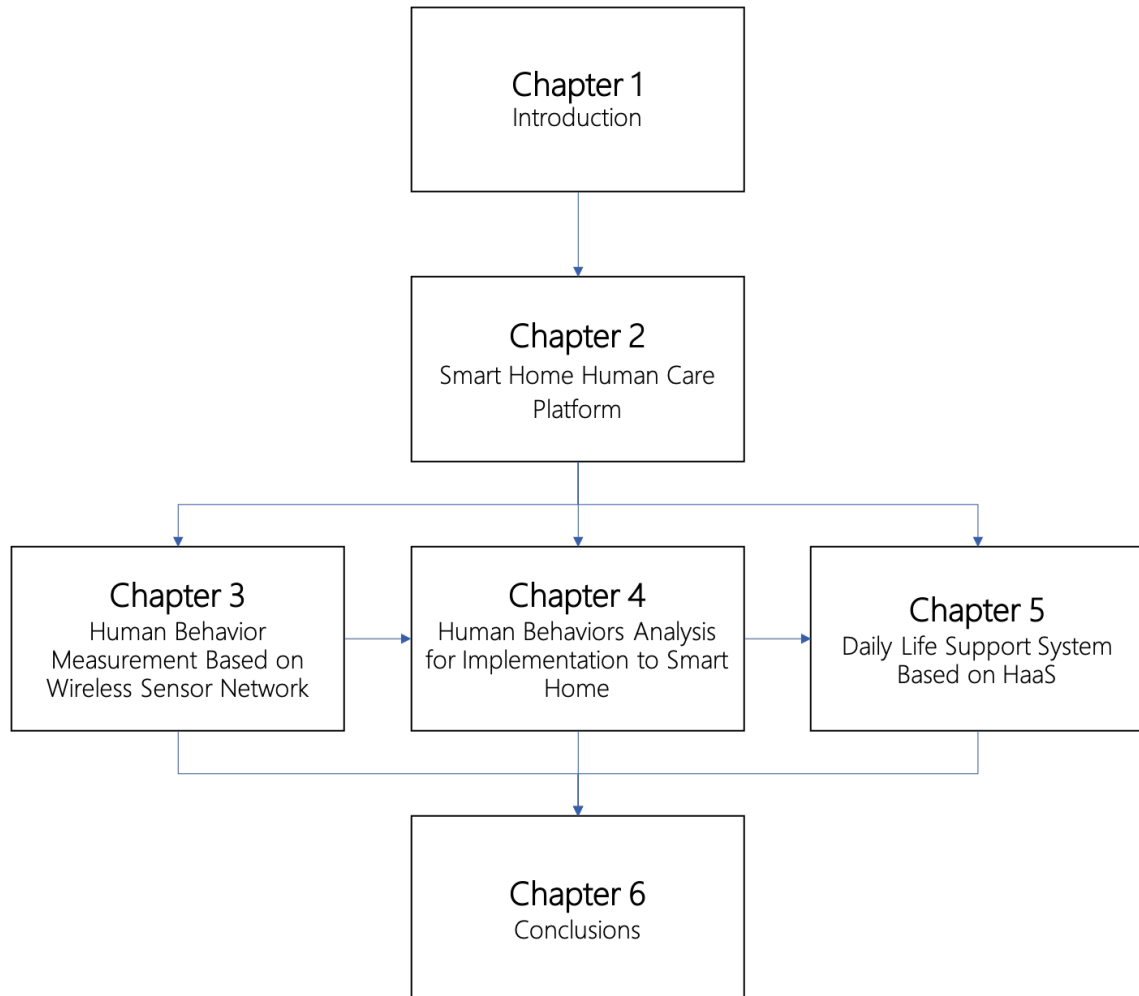 Chapter 1
Introduction
Chapter 2
Smart Home Human Care
Platform
Chapter 3
Human Behavior
Measurement Based on
Wireless Sensor Network
Chapter 4
Human Behaviors Analysis
for Implementation to Smart
Home
Chapter 5
Daily Life Support System
Based on HaaS
Chapter 6
Conclusions